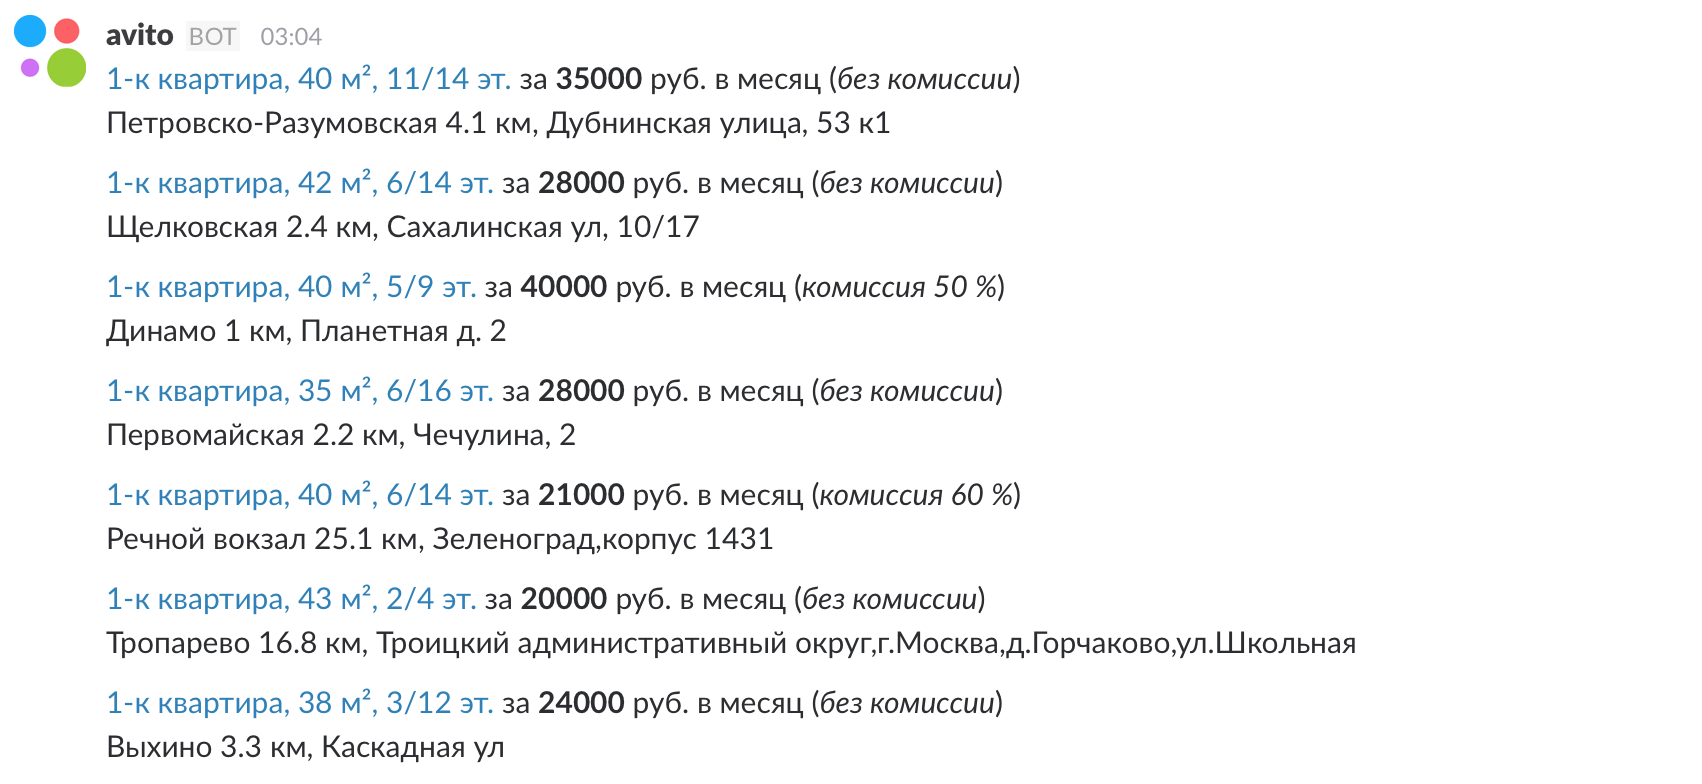 avito BOT 03:04
1-к квартира, 40 м², 11/14 эт. за 35000 руб. в месяц (без комиссии)
Петровско-Разумовская 4.1 км, Дубнинская улица, 53 к1
1-к квартира, 42 м², 6/14 эт. за 28000 руб. в месяц (без комиссии)
Щелковская 2.4 км, Сахалинская ул, 10/17
1-к квартира, 40 м², 5/9 эт. за 40000 руб. в месяц (комиссия 50 %)
Динамо 1 км, Планетная д. 2
1-к квартира, 35 м², 6/16 эт. за 28000 руб. в месяц (без комиссии)
Первомайская 2.2 км, Чечулина, 2
1-к квартира, 40 м², 6/14 эт. за 21000 руб. в месяц (комиссия 60 %)
Речной вокзал 25.1 км, Зеленоград,корпус 1431
1-к квартира, 43 м², 2/4 эт. за 20000 руб. в месяц (без комиссии)
Тропарево 16.8 км, Троицкий административный округ,г.Москва,д.Горчаково,ул.Школьная
1-к квартира, 38 м², 3/12 эт. за 24000 руб. в месяц (без комиссии)
Выхино 3.3 км, Каскадная ул